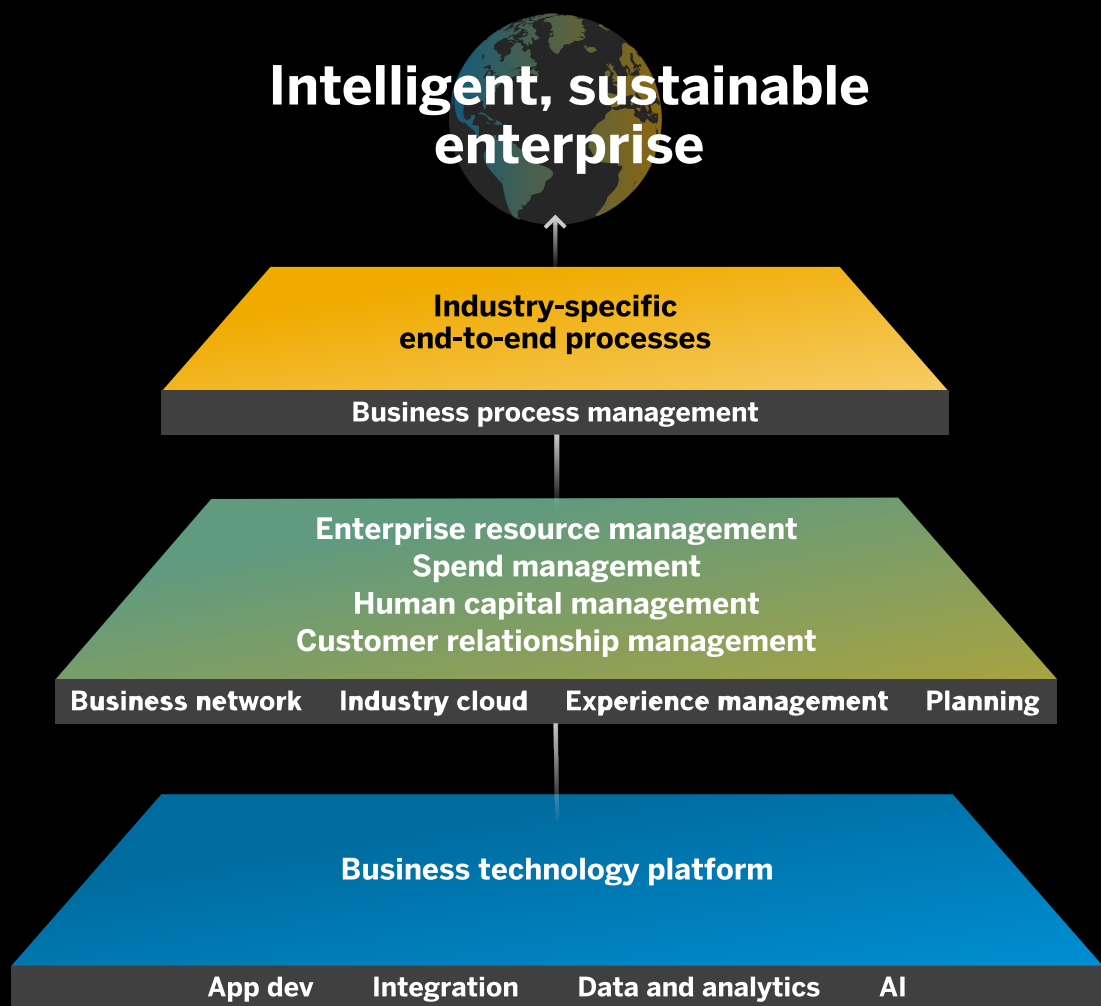 Intelligent, sustainable
enterprise
Industry-specific
end-to-end processes
Business process management
Enterprise resource management
Spend management
Human capital management
Customer relationship management
Business network Industry cloud Experience management Planning
Business technology platform
App dev Integration Data and analytics AI